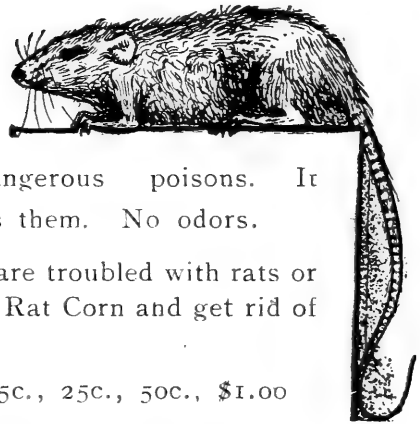 poisons. It
them. No odors.
are troubled with rats or
Rat Corn and get rid of
5c., 25c., 50c., $1.00